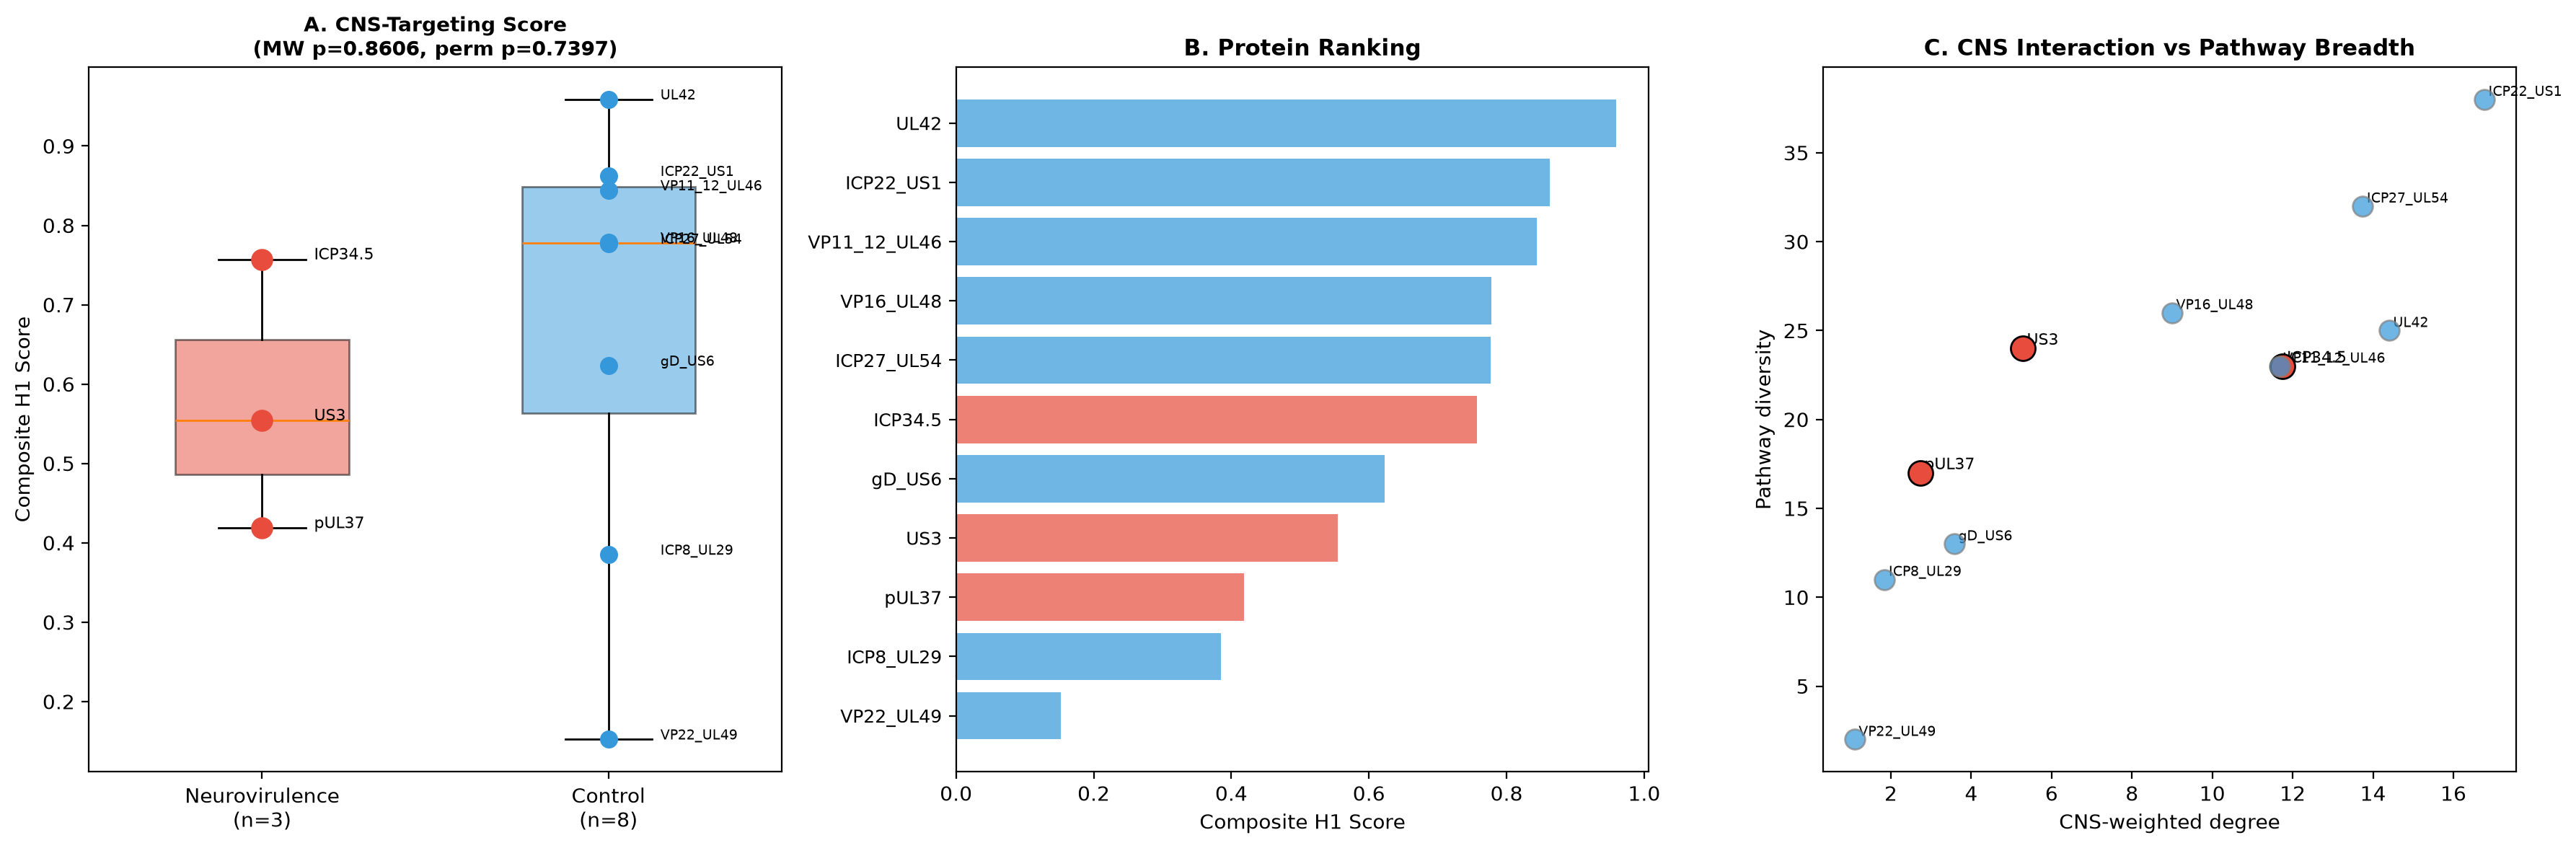 A. CNS-Targeting Score
(MW p=0.8606, perm p=0.7397)
Composite H1 Score
0.9
0.8
0.7
0.6
0.5
0.4
0.3
0.2
ICP34.5
US3
pUL37
UL42
ICP22_US1
VP11_12_UL46
gD_US6
ICP8_UL29
VP22_UL49
Neurovirulence
(n=3)
Control
(n=8)
B. Protein Ranking
UL42
ICP22_US1
VP11_12_UL46
VP16_UL48
ICP27_UL54
ICP34.5
gD_US6
US3
pUL37
ICP8_UL29
VP22_UL49
0.0 0.2 0.4 0.6 0.8 1.0
Composite H1 Score
C. CNS Interaction vs Pathway Breadth
Pathway diversity
35
30
25
20
15
10
5
ICP22_US1
ICP27_UL54
VP16_UL48
UL42
US3
pUL37
gD_US6
ICP8_UL29
VP22_UL49
2 4 6 8 10 12 14 16
CNS-weighted degree